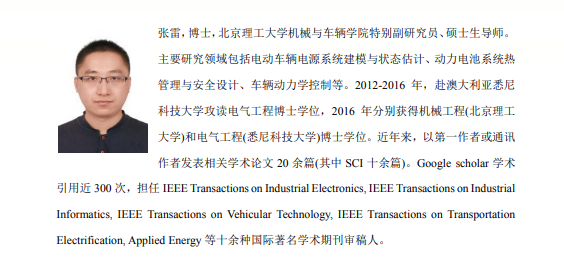 张雷，博士，北京理工大学机械与车辆学院特别副研究员、硕士生导师。
主要研究领域包括电动车辆电源系统建模与状态估计、动力电池系统热
管理与安全设计、车辆动力学控制等。2012-2016 年，赴澳大利亚悉尼
科技大学攻读电气工程博士学位，2016 年分别获得机械工程(北京理工
大学)和电气工程(悉尼科技大学)博士学位。近年来，以第一作者或通讯
作者发表相关学术论文 20 余篇(其中 SCI 十余篇)。Google scholar 学术
引用近 300 次，担任 IEEE Transactions on Industrial Electronics, IEEE Transactions on Industrial
Informatics, IEEE Transactions on Vehicular Technology, IEEE Transactions on Transportation
Electrification, Applied Energy 等十余种国际著名学术期刊审稿人。